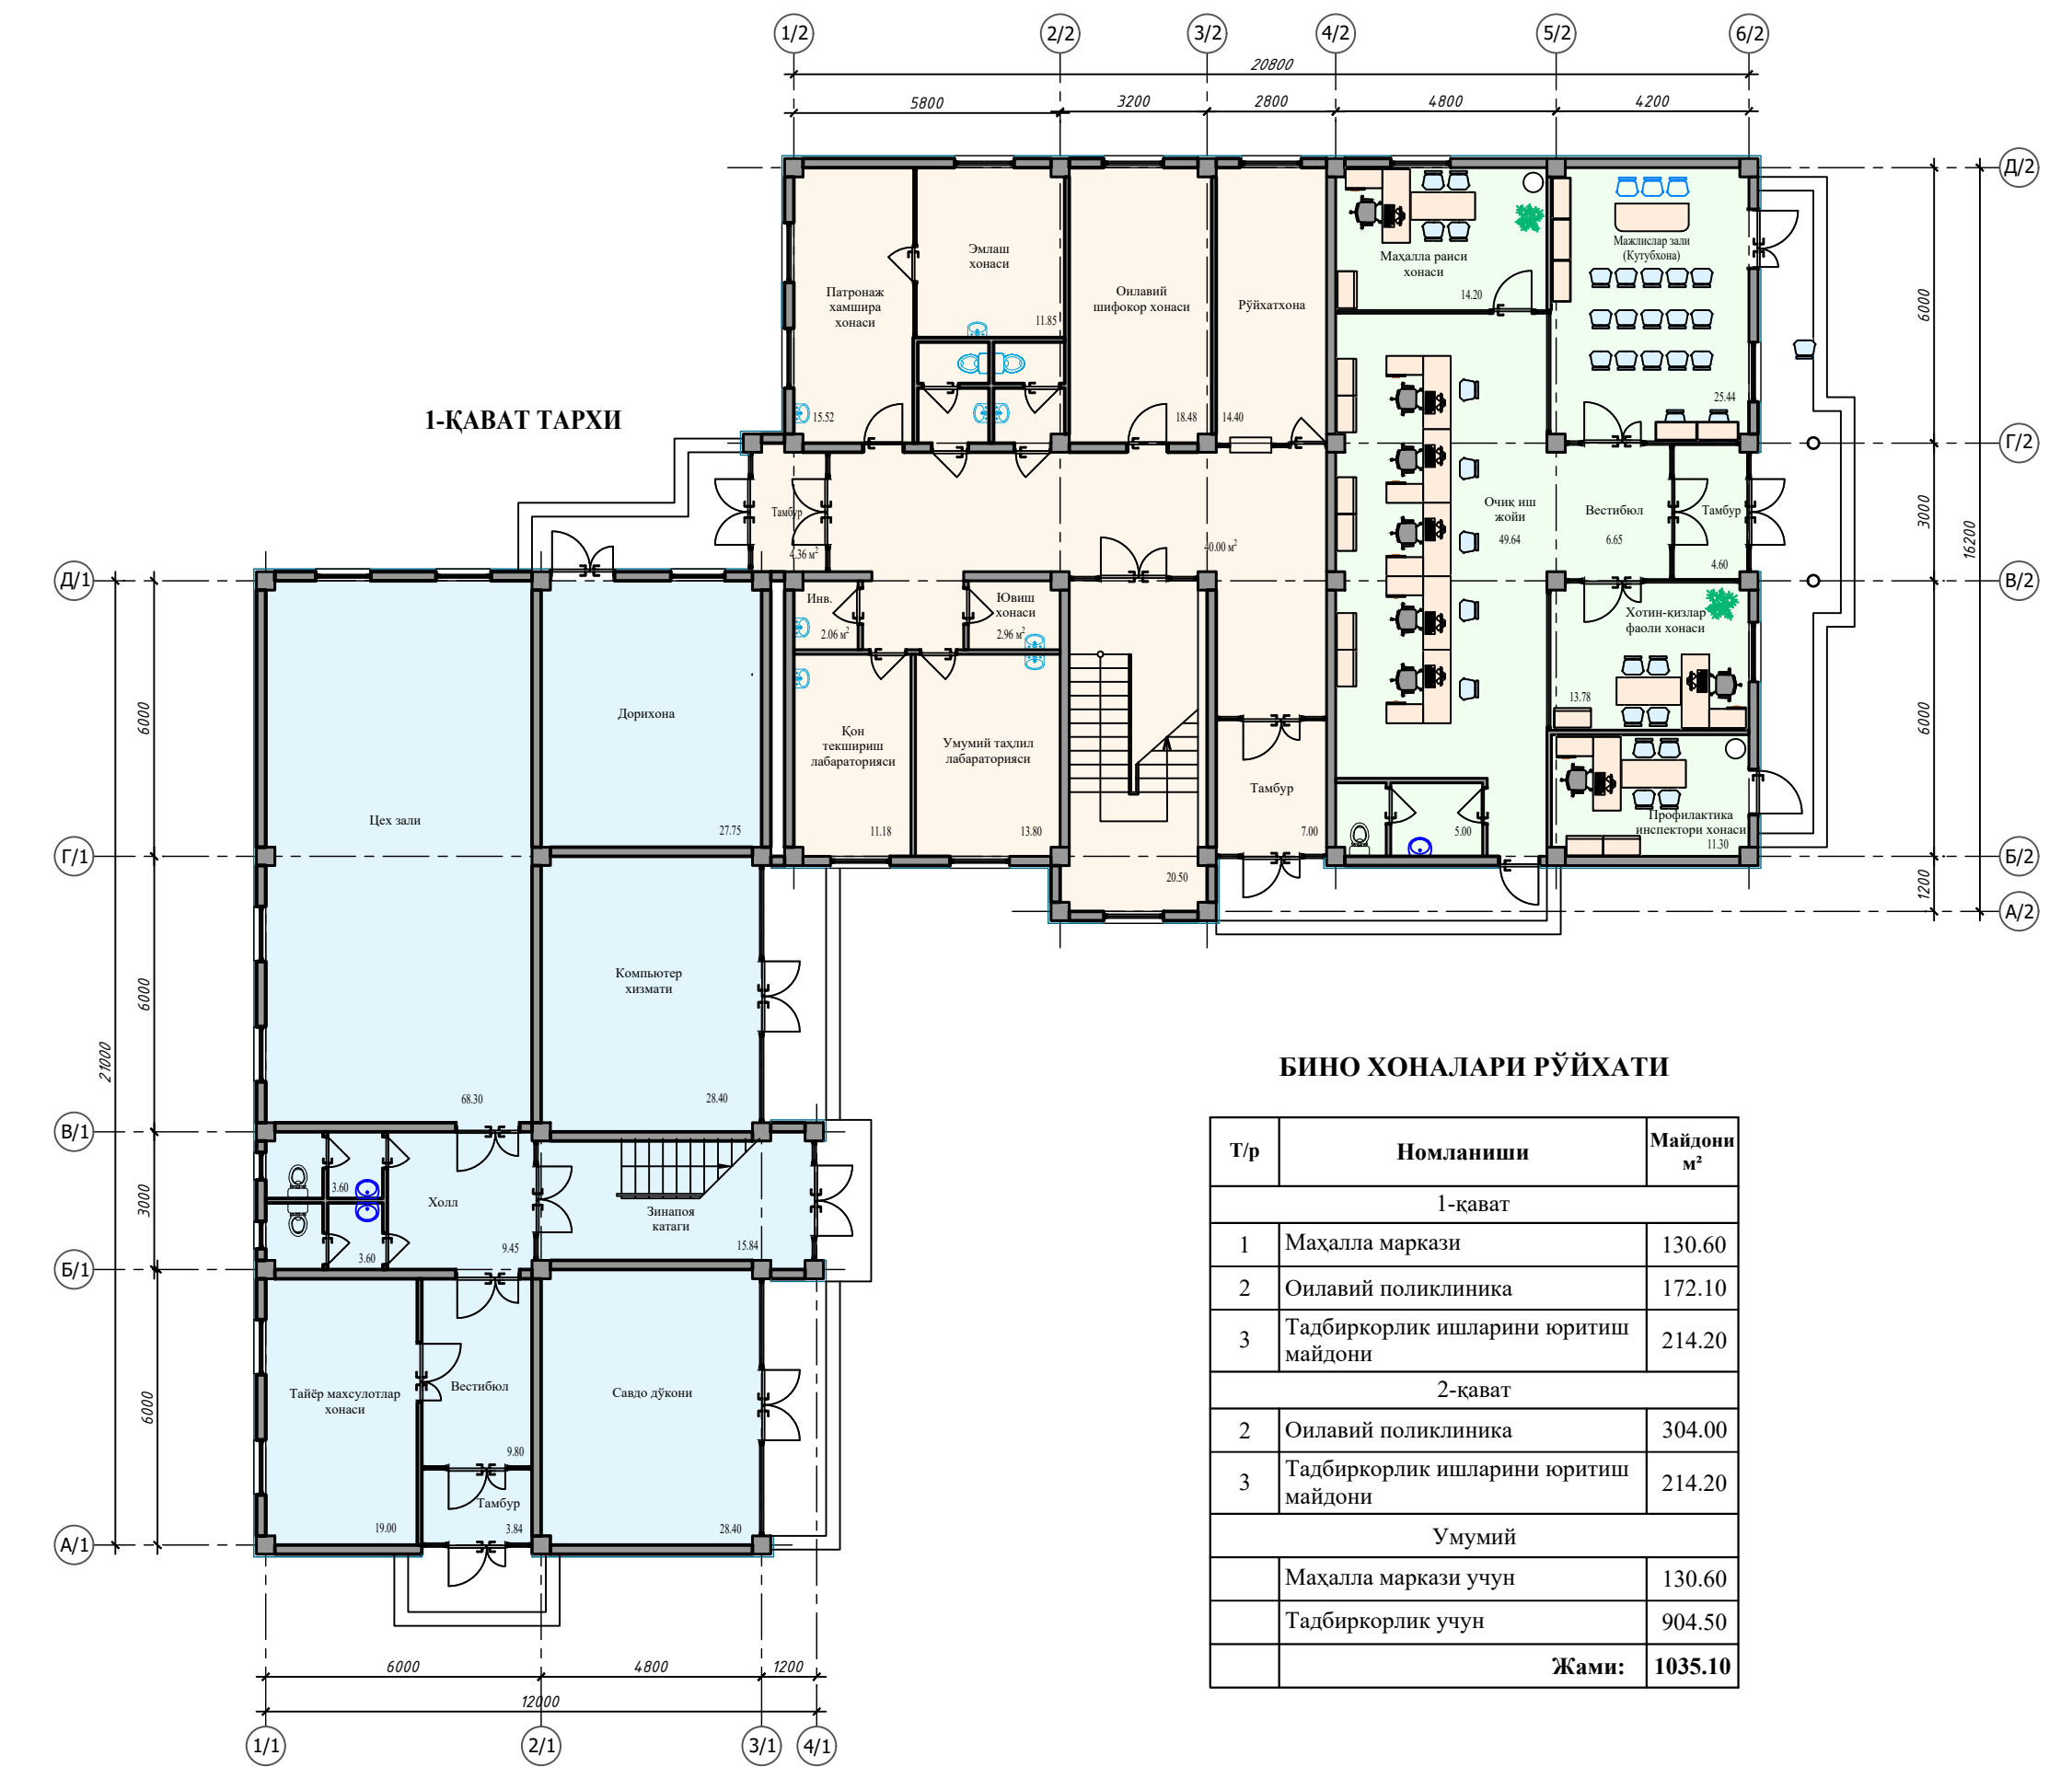 1/2 2/2 3/2 4/2 5/2 6/2
20800
5800 3200 2800 4800 4200
Д/2
Г/2
В/2
Б/2
А/2
6000
3000
6000
1200
16200
1-ҚАВАТ ТАРХИ
Патронаж
хамшира
хонаси
15.52
Эмлаш
хонаси
11.85
Оилавий
шифокор хонаси
18.48
Рўйхатхона
14.40
Маҳалла раиси
хонаси
14.20
Мажлислар зали
(Кутубхона)
25.44
Тамбур
4.36 м²
40.00 м²
Очиқ иш
жойи
49.64
Вестибюл
6.65
Тамбур
4.60
Инв.
2.06 м²
Ювиш
хонаси
2.96 м²
Хотин-қизлар
фаоли хонаси
13.78
Қон
текшириш
лабараторияси
11.18
Умумий таҳлил
лабараторияси
13.80
Тамбур
7.00
5.00
Профилактика
инспектори хонаси
11.30
20.50
Д/1
Г/1
В/1
Б/1
А/1
6000
6000
3000
6000
21000
Дорихона
27.75
Цех зали
68.30
Компьютер
хизмати
28.40
3.60
3.60
Холл
9.45
Зинапоя
катаги
15.84
Тайёр махсулотлар
хонаси
19.00
Вестибюл
9.80
Тамбур
3.84
Савдо дўкони
28.40
6000 4800 1200
12000
1/1 2/1 3/1 4/1
БИНО ХОНАЛАРИ РЎЙХАТИ
Т/р Номланиши Майдони
м²
1-қават
1 Маҳалла маркази 130.60
2 Оилавий поликлиника 172.10
3 Тадбиркорлик ишларини юритиш
майдони 214.20
2-қават
2 Оилавий поликлиника 304.00
3 Тадбиркорлик ишларини юритиш
майдони 214.20
Умумий
Маҳалла маркази учун 130.60
Тадбиркорлик учун 904.50
Жами: 1035.10